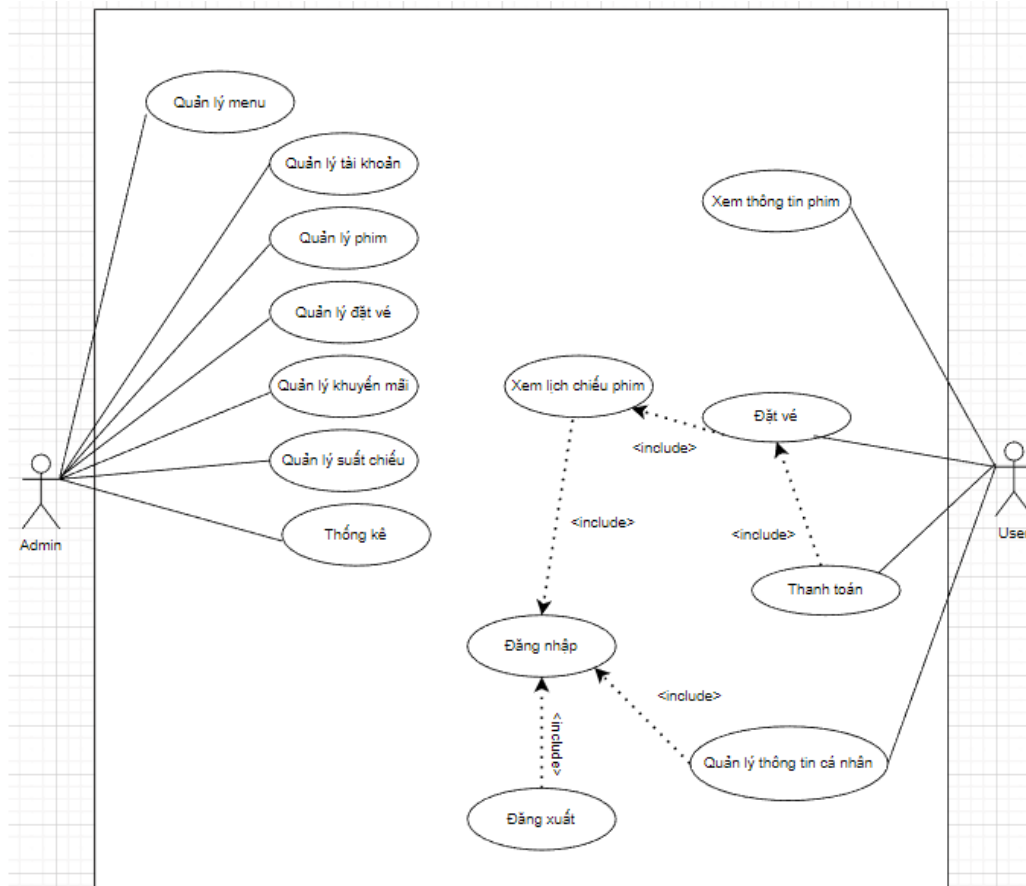 Quản lý menu
Quản lý tài khoản
Xem thông tin phim
Quản lý phim
Quản lý đặt vé
Quản lý khuyến mãi
Xem lịch chiếu phim
Đặt vé
<include>
Quản lý suất chiếu
Thống kê
<include>
<include>
Admin
User
Thanh toán
Đăng nhập
<include>
<include>
Quản lý thông tin cá nhân
Đăng xuất